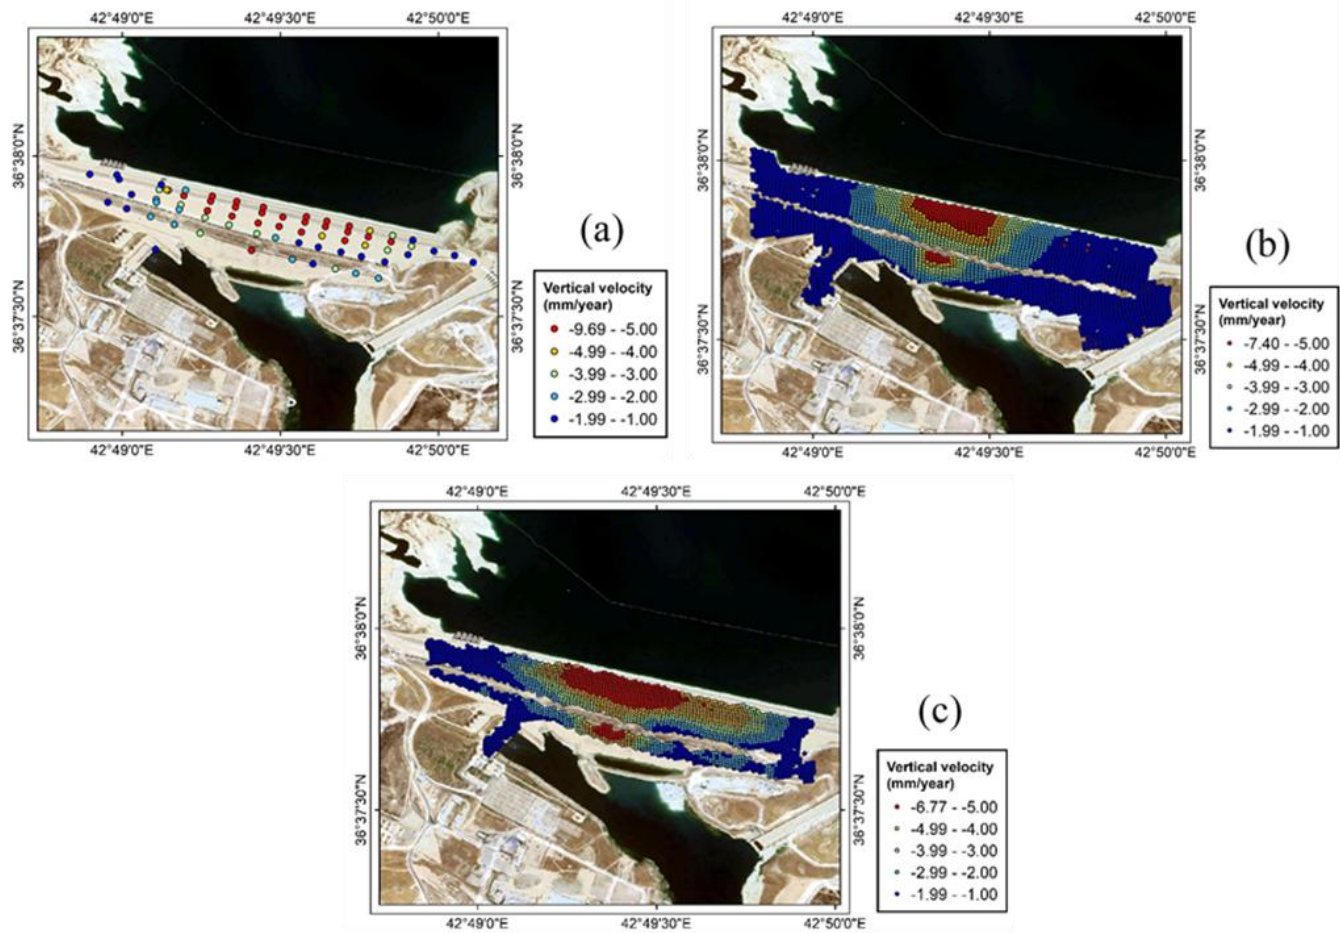 42°49'0"E 42°49'30"E 42°50'0"E
42°49'0"E 42°49'30"E 42°50'0"E
36°38'0"N
36°38'0"N
36°38'0"N
36°38'0"N
36°37'30"N
36°37'30"N
36°37'30"N
36°37'30"N
(a)
(b)
Vertical velocity
(mm/year)
-9.69 - -5.00
-4.99 - -4.00
-3.99 - -3.00
-2.99 - -2.00
-1.99 - -1.00
Vertical velocity
(mm/year)
-7.40 - -5.00
-4.99 - -4.00
-3.99 - -3.00
-2.99 - -2.00
-1.99 - -1.00
42°49'0"E 42°49'30"E 42°50'0"E
42°49'0"E 42°49'30"E 42°50'0"E
42°49'0"E 42°49'30"E 42°50'0"E
36°38'0"N
36°38'0"N
36°37'30"N
36°37'30"N
(c)
Vertical velocity
(mm/year)
-6.77 - -5.00
-4.99 - -4.00
-3.99 - -3.00
-2.99 - -2.00
-1.99 - -1.00
42°49'0"E 42°49'30"E 42°50'0"E